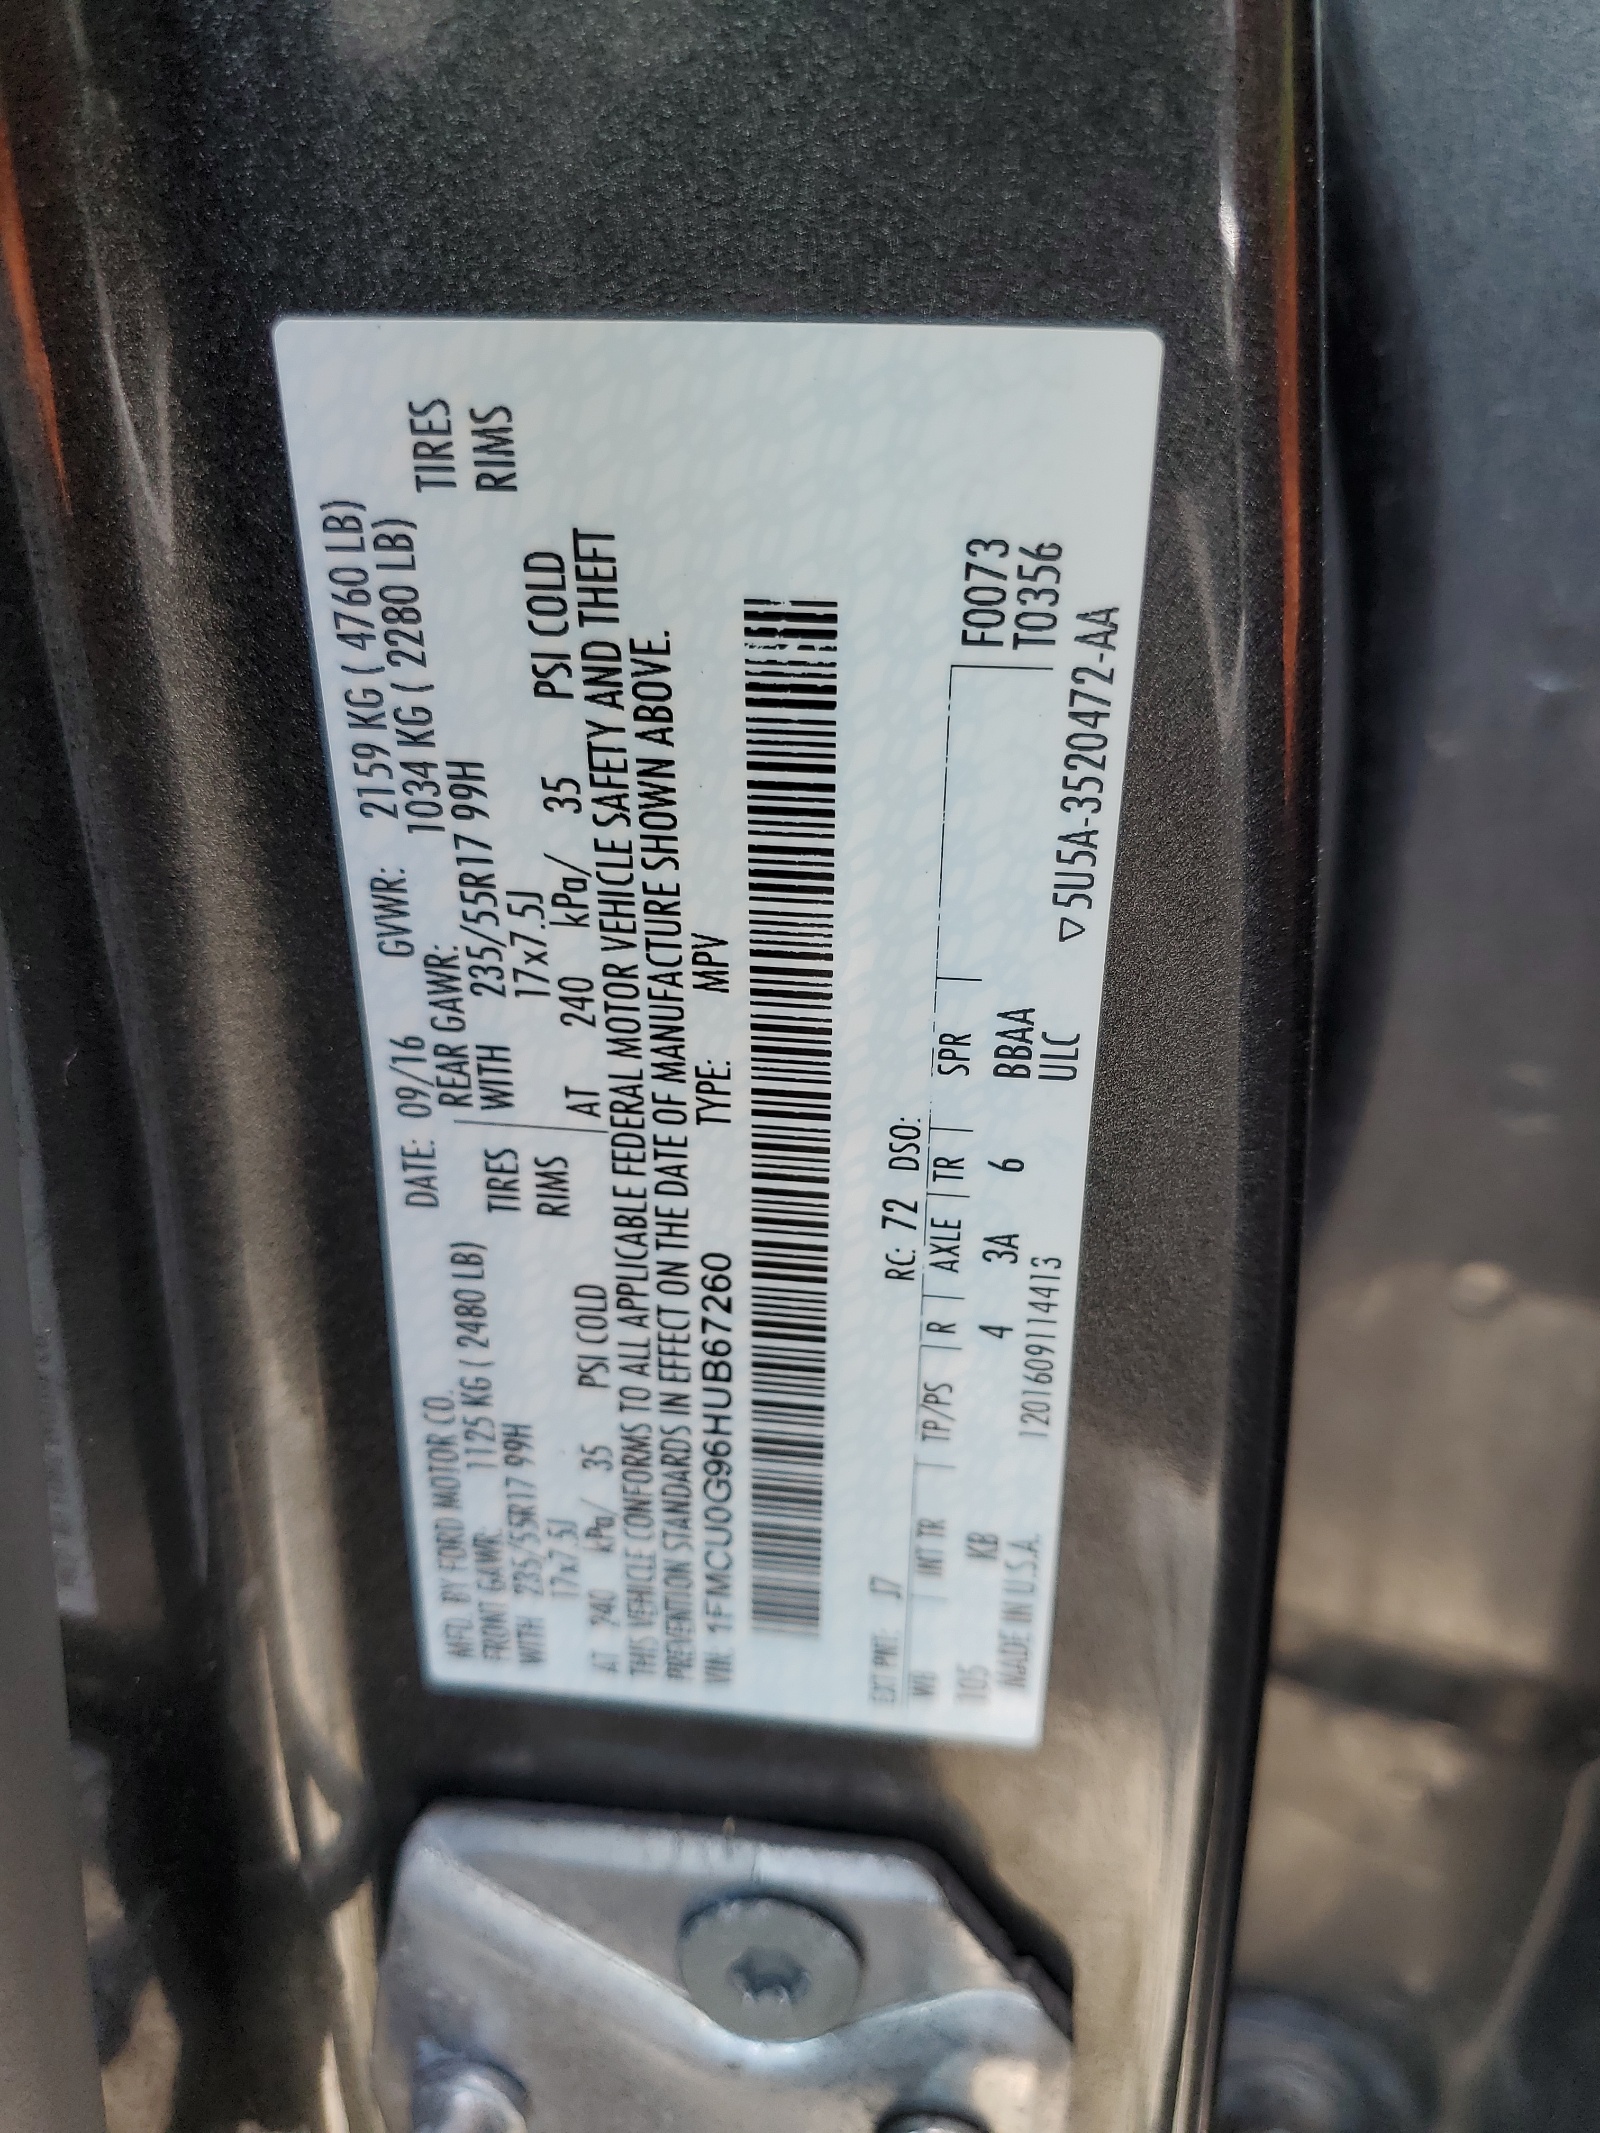 MFD. BY FORD MOTOR CO.
DATE: 09/16 GVWR: 2159 KG ( 4760 LB)
FRONT GAWR: 1125 KG ( 2480 LB) REAR GAWR: 1034 KG ( 2280 LB)
WITH 235/55R17 99H TIRES WITH 235/55R17 99H TIRES
17x7.5J RIMS 17x7.5J RIMS
AT 240 kPa/ 35 PSI COLD AT 240 kPa/ 35 PSI COLD
THIS VEHICLE CONFORMS TO ALL APPLICABLE FEDERAL MOTOR VEHICLE SAFETY AND THEFT
PREVENTION STANDARDS IN EFFECT ON THE DATE OF MANUFACTURE SHOWN ABOVE.
VIN: 1FMCU0G96HUB67260 TYPE: MPV
EXT PNT: J7 RC: 72 DSO:
WB INT TR TP/PS R AXLE TR SPR F0073
105 KB 4 3A 6 BBAA T0356
MADE IN U.S.A. 120160911441​3 ULC
▽5U5A-3520472-AA